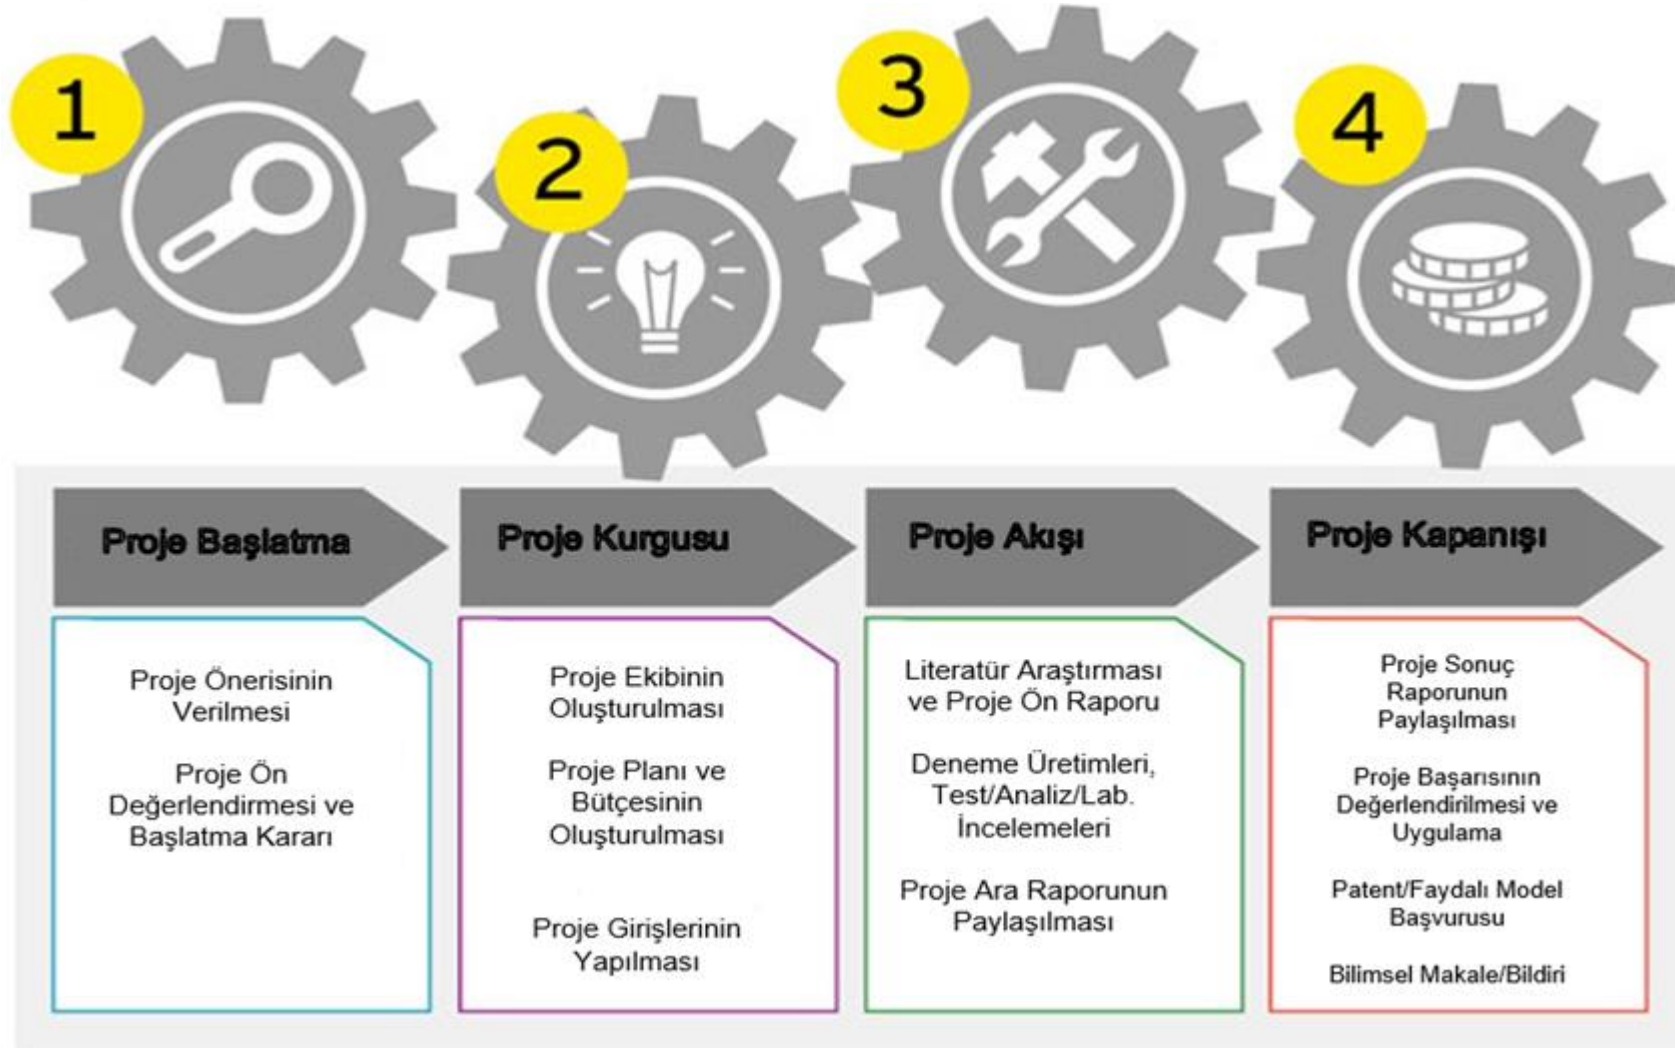 1
2
3
4
Proje Başlatma
Proje Önerisinin
Verilmesi
Proje Ön
Değerlendirmesi ve
Başlatma Kararı
Proje Kurgusu
Proje Ekibinin
Oluşturulması
Proje Planı ve
Bütçesinin
Oluşturulması
Proje Girişlerinin
Yapılması
Proje Akışı
Literatür Araştırması
ve Proje Ön Raporu
Deneme Üretimleri,
Test/Analiz/Lab.
İncelemeleri
Proje Ara Raporunun
Paylaşılması
Proje Kapanışı
Proje Sonuç
Raporunun
Paylaşılması
Proje Başarısının
Değerlendirilmesi ve
Uygulama
Patent/Faydalı Model
Başvurusu
Bilimsel Makale/Bildiri